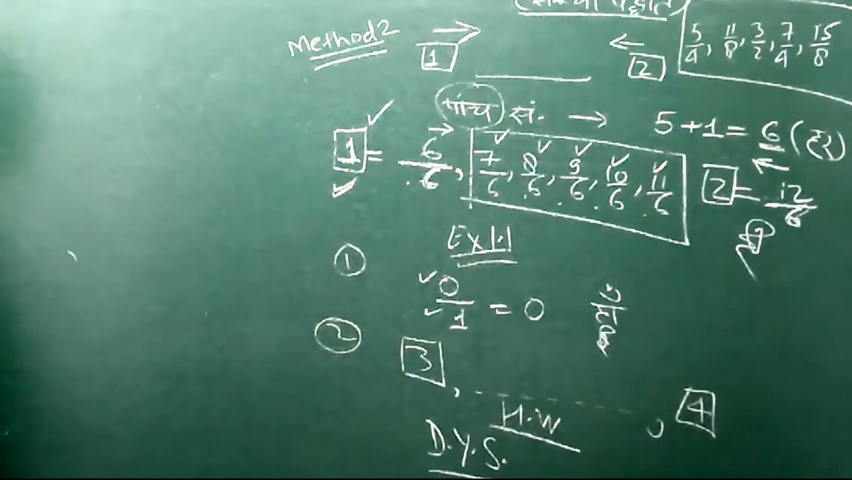 5/4, 11/8, 3/2, 7/4, 15/8
Method 2 1 → ← 2
पांच सं. → 5+1 = 6 (हर)
1 = 6/6, 7/6, 8/6, 9/6, 10/6, 11/6 2 = 12/6
Ex 1.1
① 0/1 = 0 हाँ
② 3, ------, 4
H.W
D.Y.S.